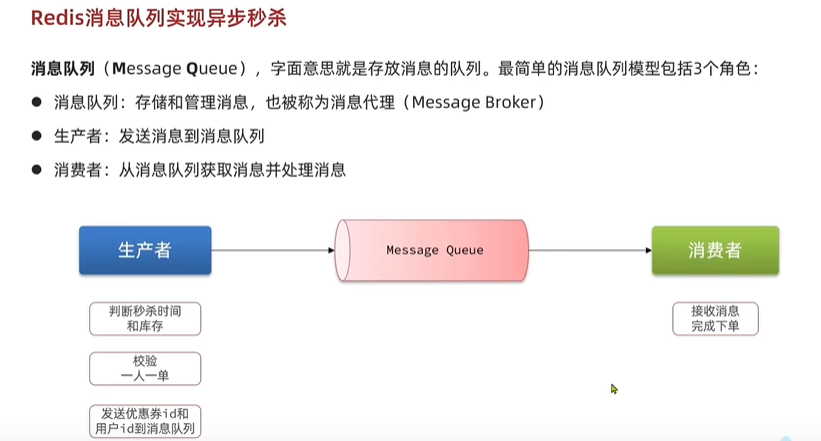 Redis消息队列实现异步秒杀
消息队列（Message Queue），字面意思就是存放消息的队列。最简单的消息队列模型包括3个角色：
● 消息队列：存储和管理消息，也被称为消息代理（Message Broker）
● 生产者：发送消息到消息队列
● 消费者：从消息队列获取消息并处理消息
生产者
Message Queue
消费者
判断秒杀时间
和库存
接收消息
完成下单
校验
一人一单
发送优惠券id和
用户id到消息队列